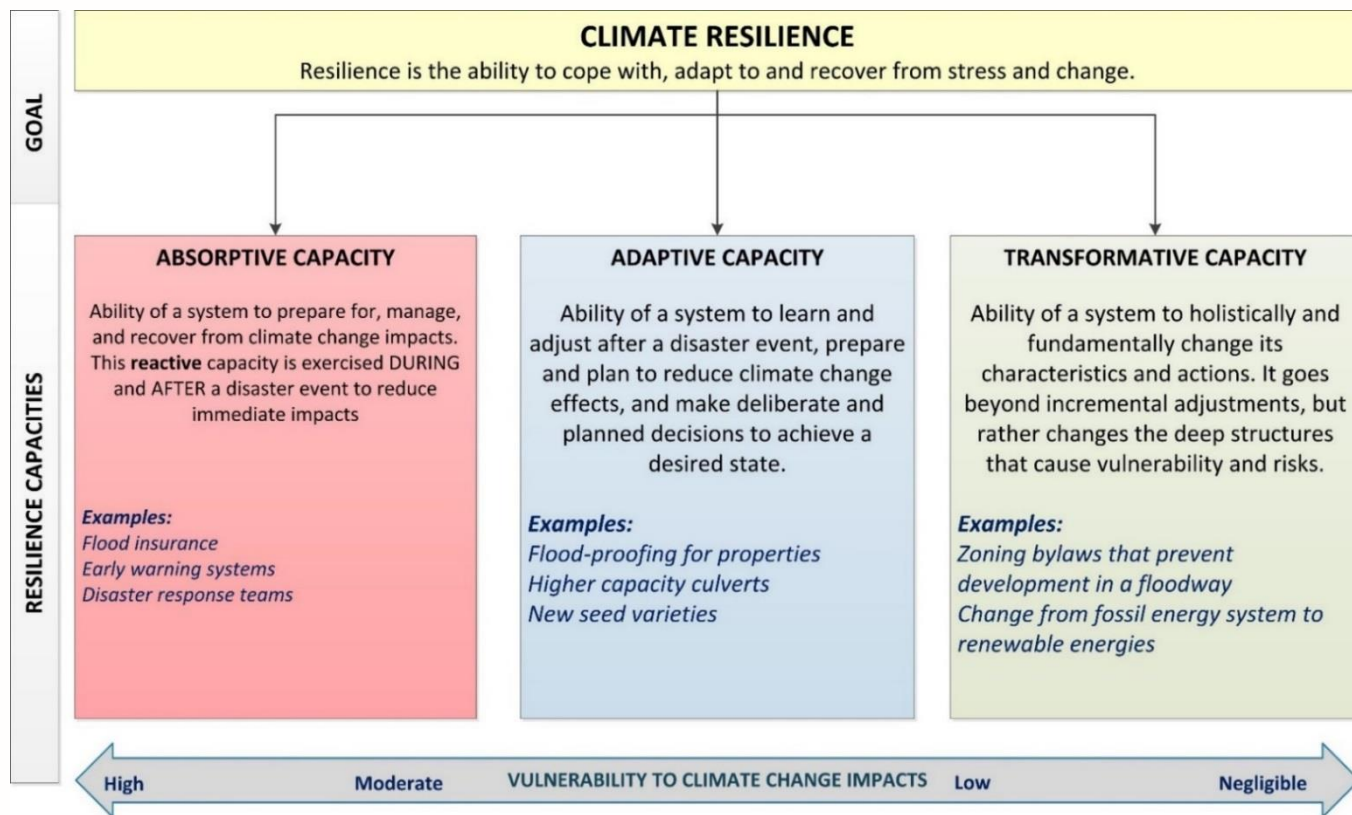 GOAL
CLIMATE RESILIENCE
Resilience is the ability to cope with, adapt to and recover from stress and change.
RESILIENCE CAPACITIES
ABSORPTIVE CAPACITY
Ability of a system to prepare for, manage,
and recover from climate change impacts.
This reactive capacity is exercised DURING
and AFTER a disaster event to reduce
immediate impacts
Examples:
Flood insurance
Early warning systems
Disaster response teams
ADAPTIVE CAPACITY
Ability of a system to learn and
adjust after a disaster event, prepare
and plan to reduce climate change
effects, and make deliberate and
planned decisions to achieve a
desired state.
Examples:
Flood-proofing for properties
Higher capacity culverts
New seed varieties
TRANSFORMATIVE CAPACITY
Ability of a system to holistically and
fundamentally change its
characteristics and actions. It goes
beyond incremental adjustments, but
rather changes the deep structures
that cause vulnerability and risks.
Examples:
Zoning bylaws that prevent
development in a floodway
Change from fossil energy system to
renewable energies
High Moderate VULNERABILITY TO CLIMATE CHANGE IMPACTS Low Negligible